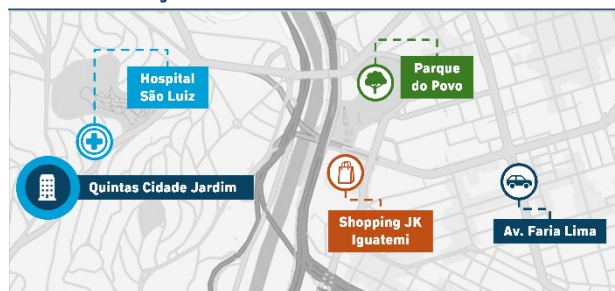 Hospital
São Luiz
Parque
do Povo
Quintas Cidade Jardim
Shopping JK
Iguatemi
Av. Faria Lima